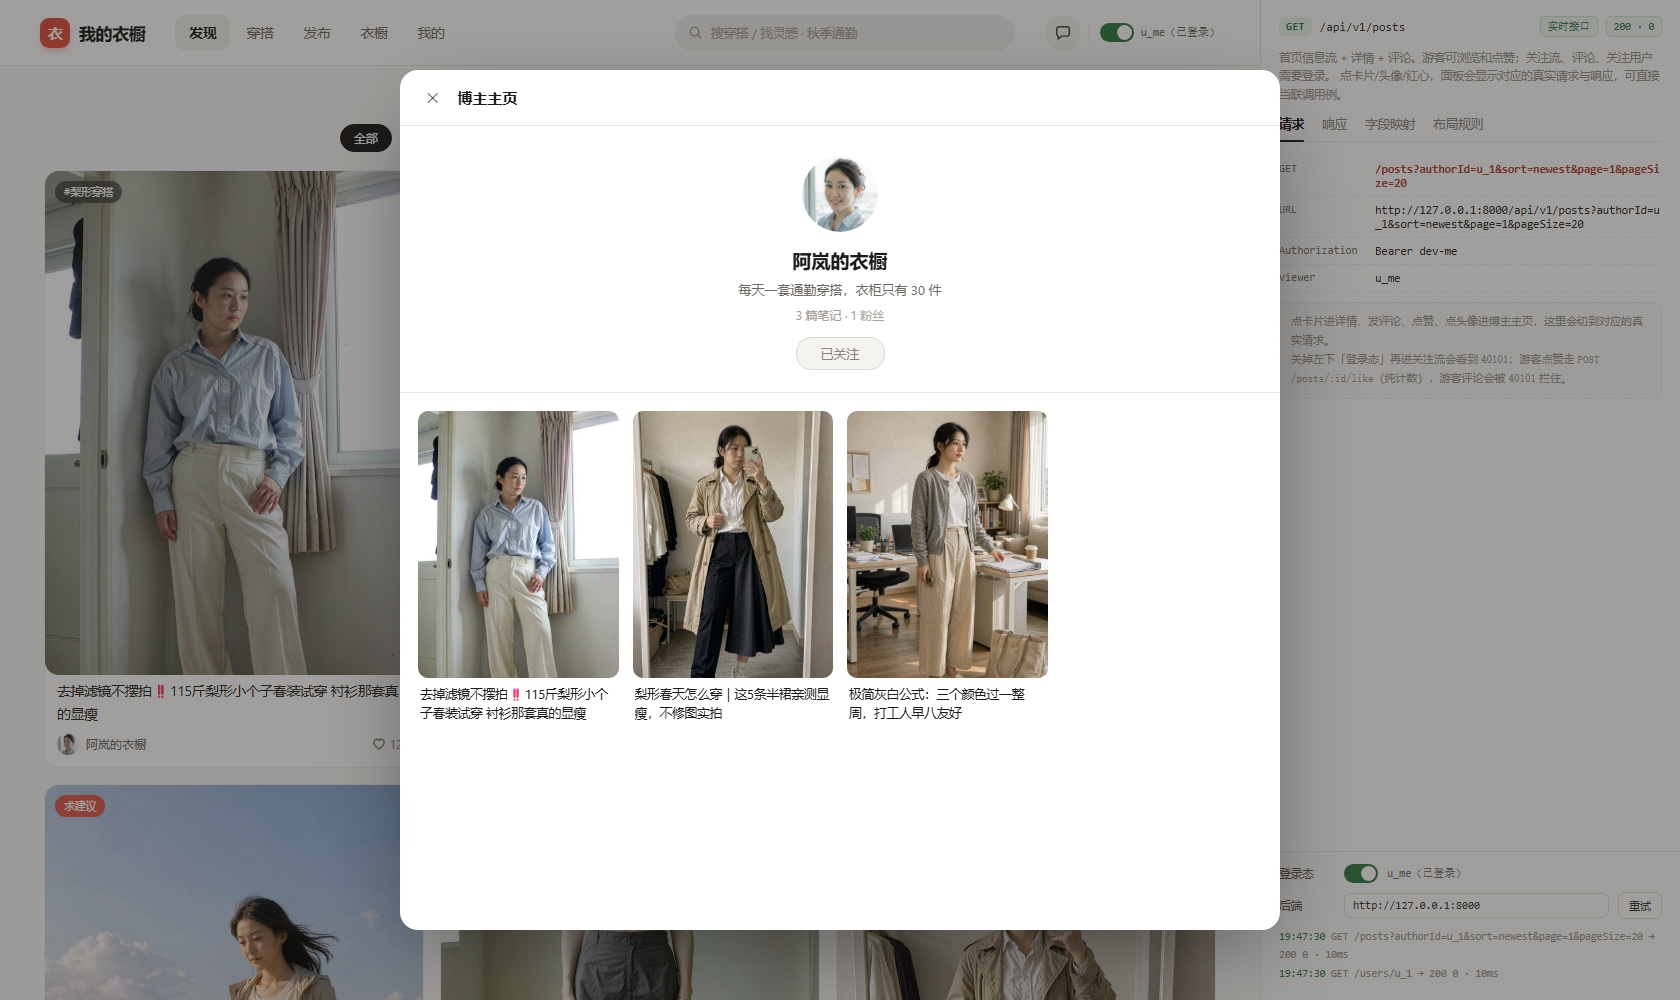 衣 我的衣橱 发现 穿搭 发布 衣橱 我的 搜穿搭 / 找灵感 · 秋季通勤 u_me（已登录）
全部
#梨形穿搭
去掉滤镜不摆拍‼️115斤梨形小个子春装试穿 衬衫那套真
的显瘦
阿岚的衣橱 12
求建议
博主主页
阿岚的衣橱
每天一套通勤穿搭，衣柜只有 30 件
3 篇笔记 · 1 粉丝
已关注
去掉滤镜不摆拍‼️115斤梨形小个
子春装试穿 衬衫那套真的显瘦
梨形春天怎么穿｜这5条半裙亲测显
瘦，不修图实拍
极简灰白公式：三个颜色过一整
周，打工人早八友好
GET /api/v1/posts 实时接口 200 · 0
首页信息流 + 详情 + 评论。游客可浏览和点赞；关注流、评论、关注用户
需要登录。 点卡片/头像/红心，面板会显示对应的真实请求与响应，可直接
当联调用例。
请求 响应 字段映射 布局规则
GET /posts?authorId=u_1&sort=newest&page=1&pageSi
ze=20
URL http://127.0.0.1:8000/api/v1/posts?authorId=u
_1&sort=newest&page=1&pageSize=20
Authorization Bearer dev-me
viewer u_me
点卡片进详情、发评论、点赞、点头像进博主主页，这里会切到对应的真
实请求。
关掉左下「登录态」再进关注流会看到 40101；游客点赞走 POST
/posts/:id/like（纯计数），游客评论会被 40101 拦住。
登录态 u_me（已登录）
后端 http://127.0.0.1:8000 重试
19:47:30 GET /posts?authorId=u_1&sort=newest&page=1&pageSize=20 →
200 0 · 10ms
19:47:30 GET /users/u_1 → 200 0 · 10ms